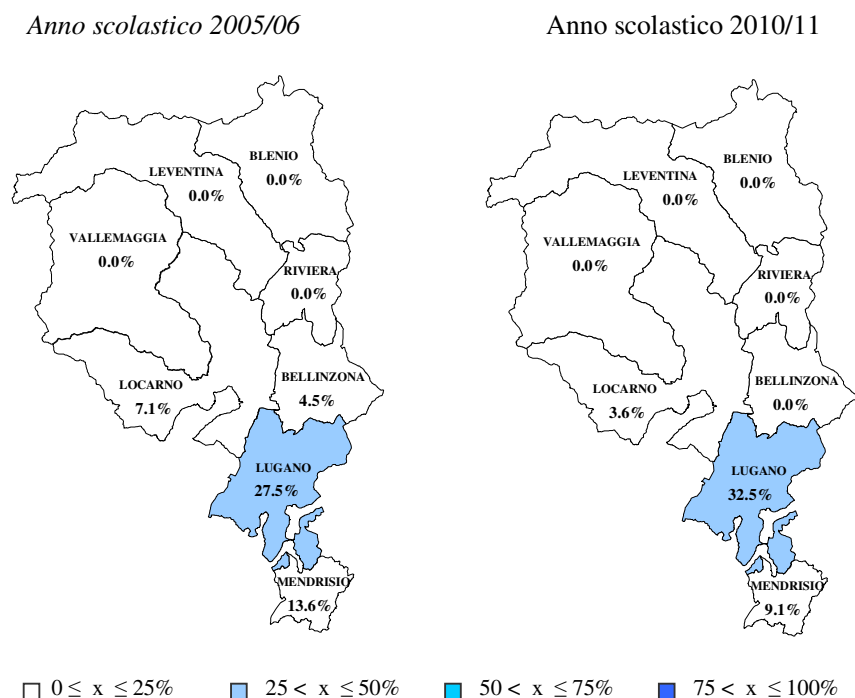 Anno scolastico 2005/06
Anno scolastico 2010/11
BLENIO
0.0%
LEVENTINA
0.0%
VALLEMAGGIA
0.0%
RIVIERA
0.0%
LOCARNO
7.1%
BELLINZONA
4.5%
LUGANO
27.5%
MENDRISIO
13.6%
BLENIO
0.0%
LEVENTINA
0.0%
VALLEMAGGIA
0.0%
RIVIERA
0.0%
LOCARNO
3.6%
BELLINZONA
0.0%
LUGANO
32.5%
MENDRISIO
9.1%
0 ≤ x ≤ 25%
25 < x ≤ 50%
50 < x ≤ 75%
75 < x ≤ 100%